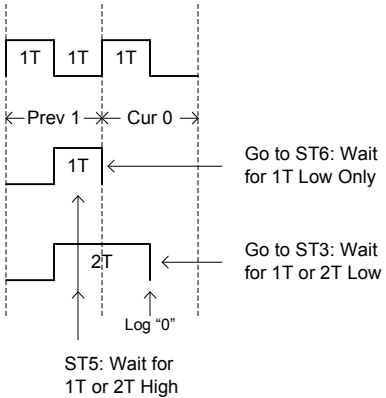 1T 1T 1T
Prev 1 Cur 0
1T
Go to ST6: Wait
for 1T Low Only
2T
Go to ST3: Wait
for 1T or 2T Low
Log “0”
ST5: Wait for
1T or 2T High